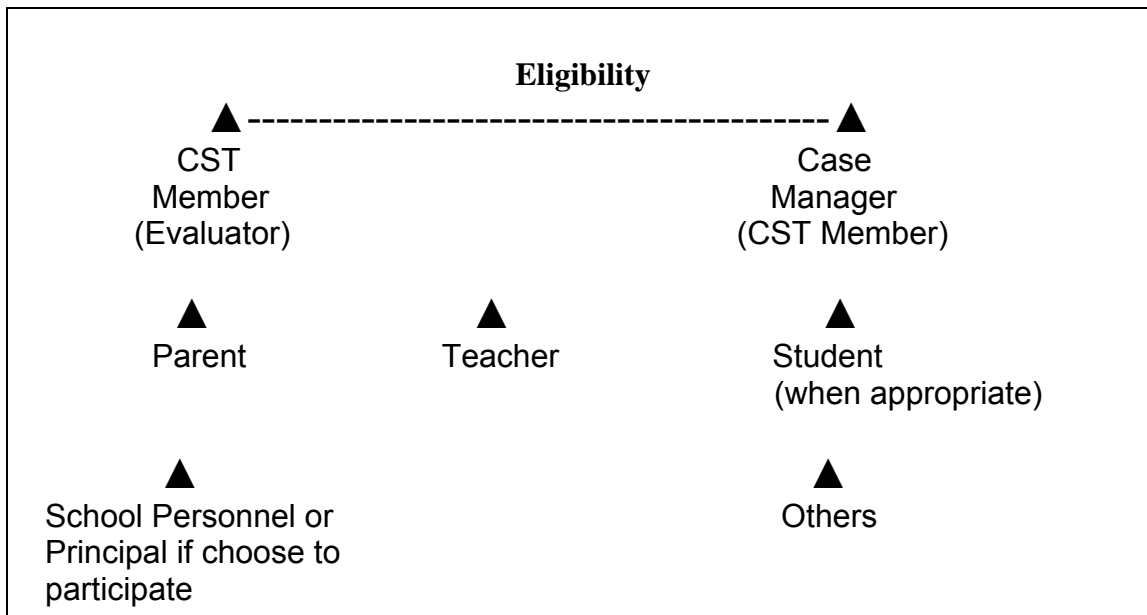 Eligibility
▲-----------------------------------------▲
CST
Member
(Evaluator)
Case
Manager
(CST Member)
▲ ▲ ▲
Parent
Teacher
Student
(when appropriate)
▲ ▲
School Personnel or
Principal if choose to
participate
Others